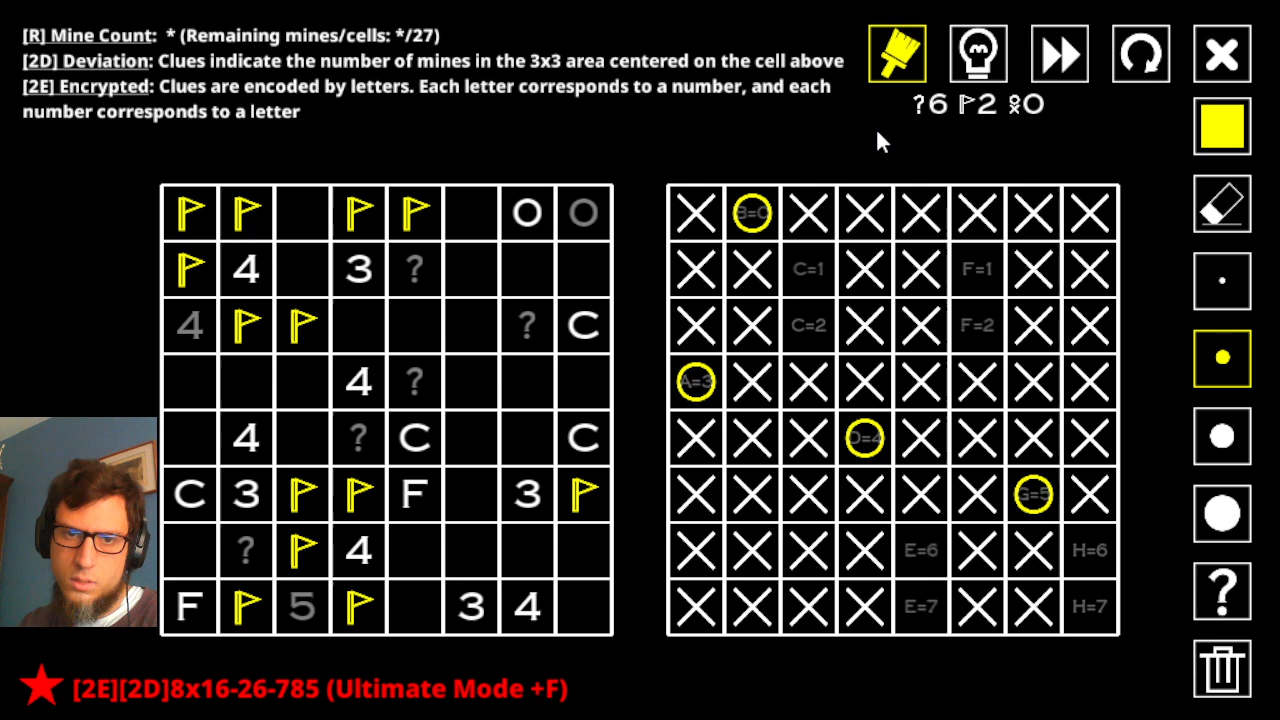 [R] Mine Count: * (Remaining mines/cells: */27)
[2D] Deviation: Clues indicate the number of mines in the 3x3 area centered on the cell above
[2E] Encrypted: Clues are encoded by letters. Each letter corresponds to a number, and each
number corresponds to a letter
?6 2 0
0 0
4 3 ?
4 ? C
4 ?
4 ? C C
C 3 F 3
? 4
F 5 3 4
B=0
C=1 F=1
C=2 F=2
A=3
D=4
G=5
E=6 H=6
E=7 H=7
?
[2E][2D]8x16-26-785 (Ultimate Mode +F)